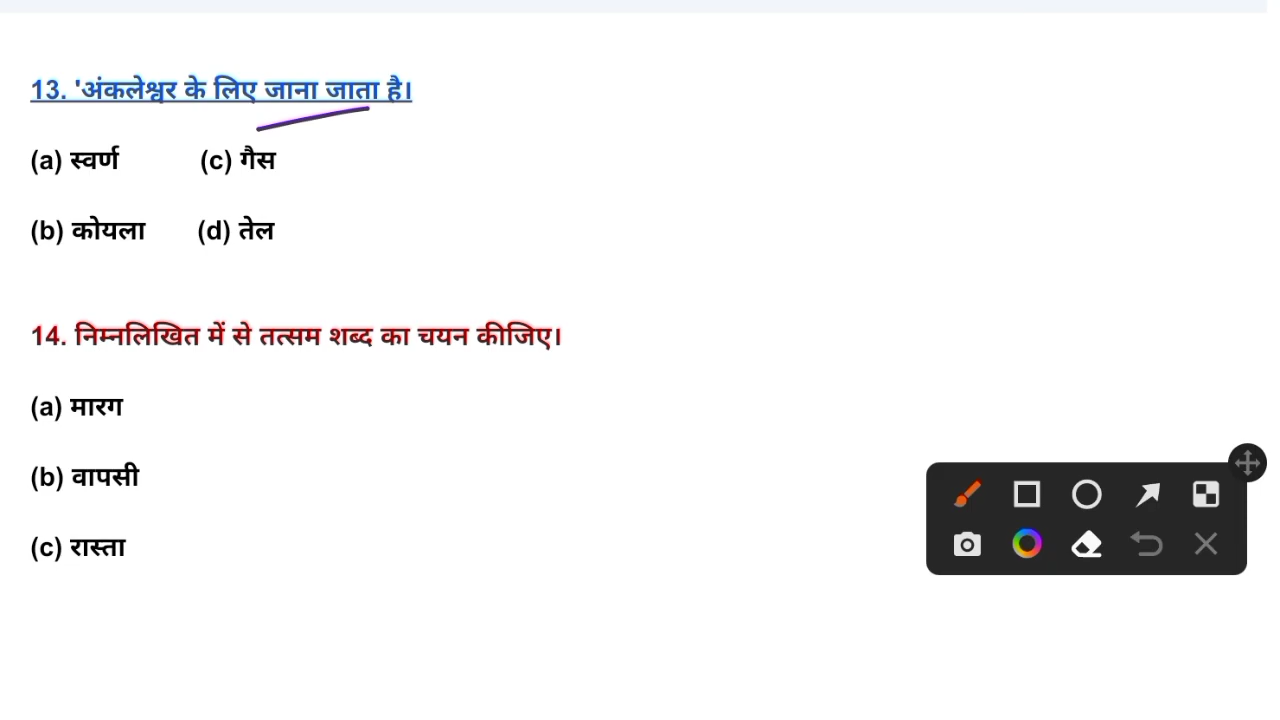 13. 'अंकलेश्वर के लिए जाना जाता है।
(a) स्वर्ण (c) गैस
(b) कोयला (d) तेल
14. निम्नलिखित में से तत्सम शब्द का चयन कीजिए।
(a) मारग
(b) वापसी
(c) रास्ता